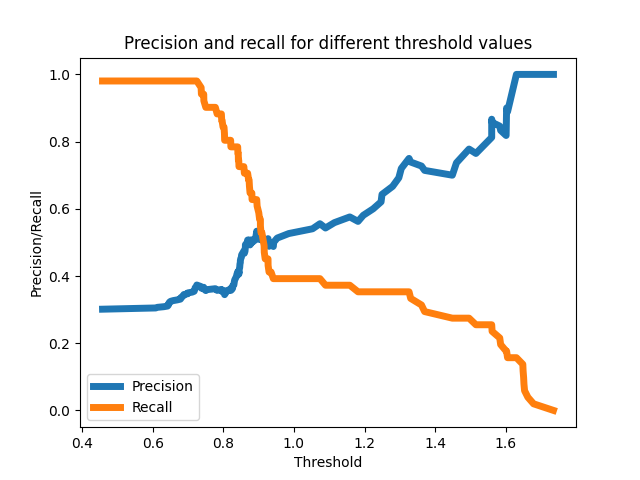 Precision and recall for different threshold values
1.0
0.8
0.6
0.4
0.2
0.0
Precision/Recall
Precision
Recall
0.4 0.6 0.8 1.0 1.2 1.4 1.6
Threshold